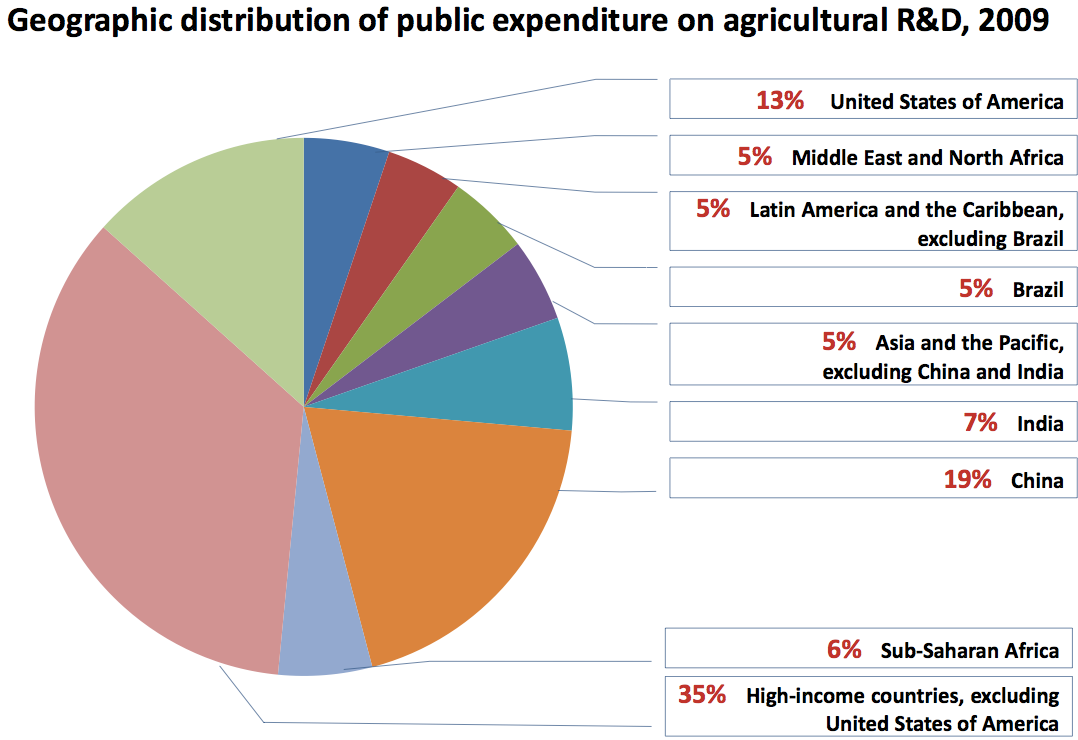 Geographic distribution of public expenditure on agricultural R&D, 2009
13% United States of America
5% Middle East and North Africa
5% Latin America and the Caribbean,
excluding Brazil
5% Brazil
5% Asia and the Pacific,
excluding China and India
7% India
19% China
6% Sub-Saharan Africa
35% High-income countries, excluding
United States of America